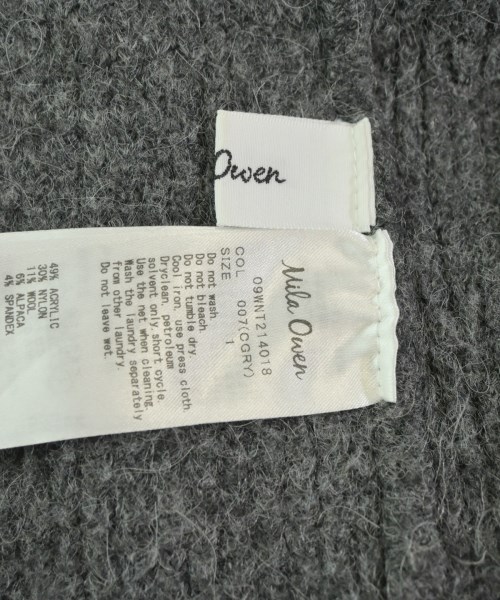 Owen
Mila Owen
09WNT214018
COL 007(CGRY)
SIZE 1
Do not wash.
Do not bleach.
Do not tumble dry.
Cool iron, use press cloth.
Dryclean, petroleum
solvent only, short cycle.
Use the net when cleaning.
Wash the laundry separately
from other laundry.
Do not leave wet.
49% ACRYLIC
30% NYLON
11% WOOL
6% ALPACA
4% SPANDEX